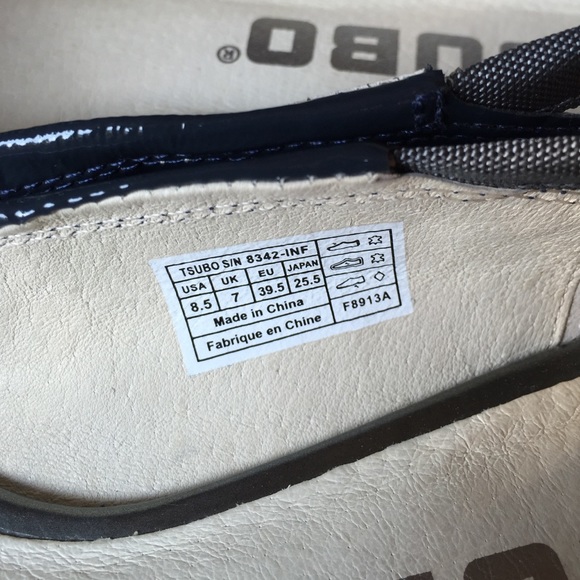 UBO®
TSUBO S/N 8342-INF
USA UK EU JAPAN
8.5 7 39.5 25.5
Made in China
Fabrique en Chine
F8913A